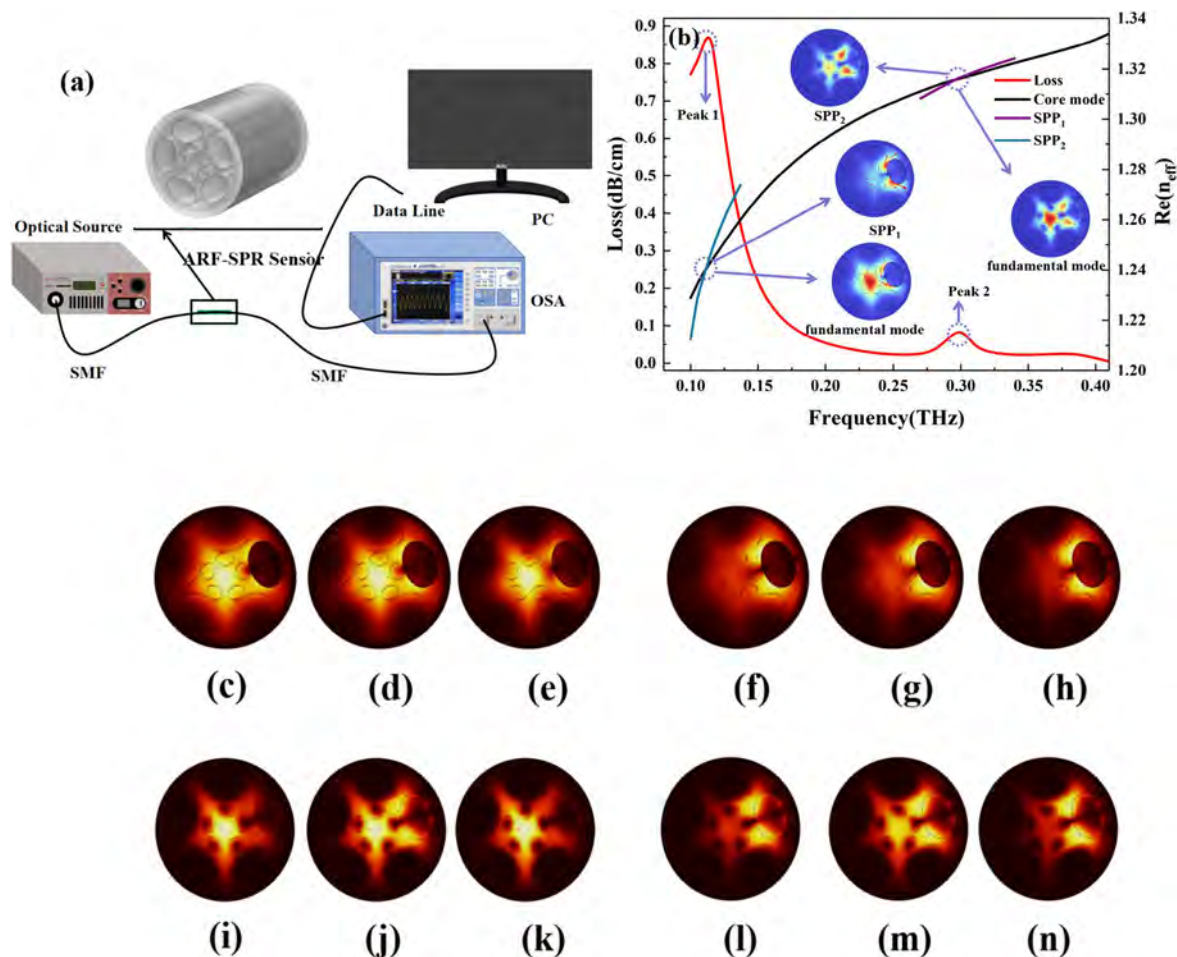 (a)
Optical Source
ARF-SPR Sensor
Data Line
PC
OSA
SMF
SMF
(b)
Loss(dB/cm)
0.9
0.8
0.7
0.6
0.5
0.4
0.3
0.2
0.1
0.0
Peak 1
SPP₂
SPP₁
fundamental mode
fundamental mode
Peak 2
Loss
Core mode
SPP₁
SPP₂
1.34
1.32
1.30
1.28
1.26
1.24
1.22
1.20
Re(n_eff)
0.10 0.15 0.20 0.25 0.30 0.35 0.40
Frequency(THz)
(c) (d) (e) (f) (g) (h)
(i) (j) (k) (l) (m) (n)